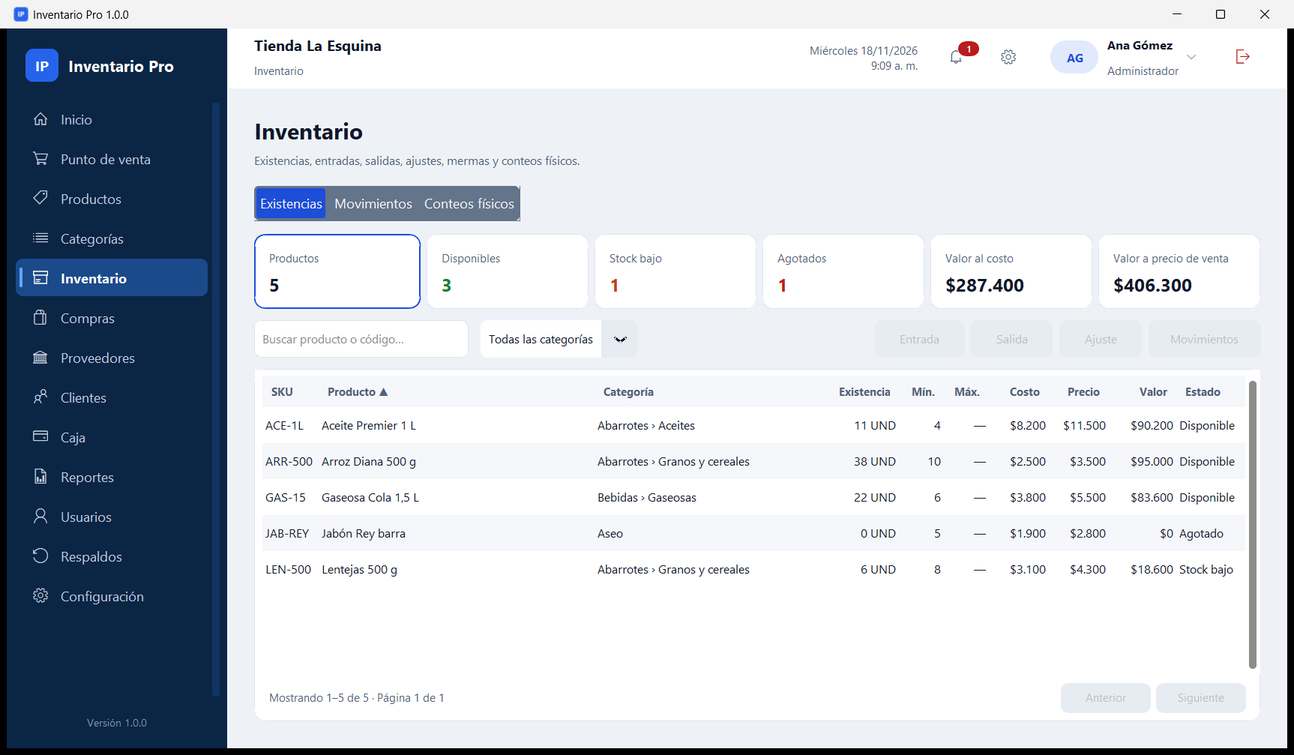 IP Inventario Pro 1.0.0
IP Inventario Pro
Inicio
Punto de venta
Productos
Categorías
Inventario
Compras
Proveedores
Clientes
Caja
Reportes
Usuarios
Respaldos
Configuración
Versión 1.0.0
Tienda La Esquina
Inventario
Miércoles 18/11/2026
9:09 a. m.
1
AG
Ana Gómez
Administrador
Inventario
Existencias, entradas, salidas, ajustes, mermas y conteos físicos.
Existencias Movimientos Conteos físicos
Productos Disponibles Stock bajo Agotados Valor al costo Valor a precio de venta
5 3 1 1 $287.400 $406.300
Buscar producto o código... Todas las categorías Entrada Salida Ajuste Movimientos
SKU Producto ▲ Categoría Existencia Mín. Máx. Costo Precio Valor Estado
ACE-1L Aceite Premier 1 L Abarrotes › Aceites 11 UND 4 — $8.200 $11.500 $90.200 Disponible
ARR-500 Arroz Diana 500 g Abarrotes › Granos y cereales 38 UND 10 — $2.500 $3.500 $95.000 Disponible
GAS-15 Gaseosa Cola 1,5 L Bebidas › Gaseosas 22 UND 6 — $3.800 $5.500 $83.600 Disponible
JAB-REY Jabón Rey barra Aseo 0 UND 5 — $1.900 $2.800 $0 Agotado
LEN-500 Lentejas 500 g Abarrotes › Granos y cereales 6 UND 8 — $3.100 $4.300 $18.600 Stock bajo
Mostrando 1–5 de 5 · Página 1 de 1 Anterior Siguiente